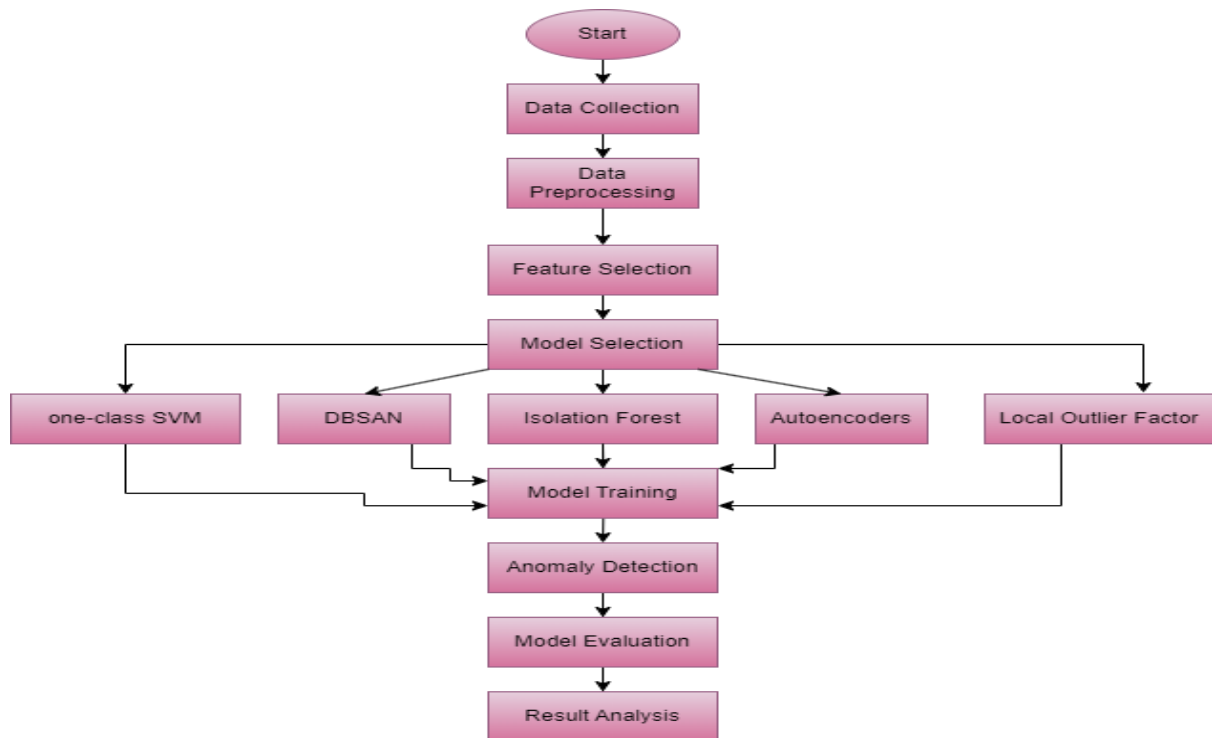 Start
Data Collection
Data
Preprocessing
Feature Selection
Model Selection
one-class SVM
DBSAN
Isolation Forest
Autoencoders
Local Outlier Factor
Model Training
Anomaly Detection
Model Evaluation
Result Analysis